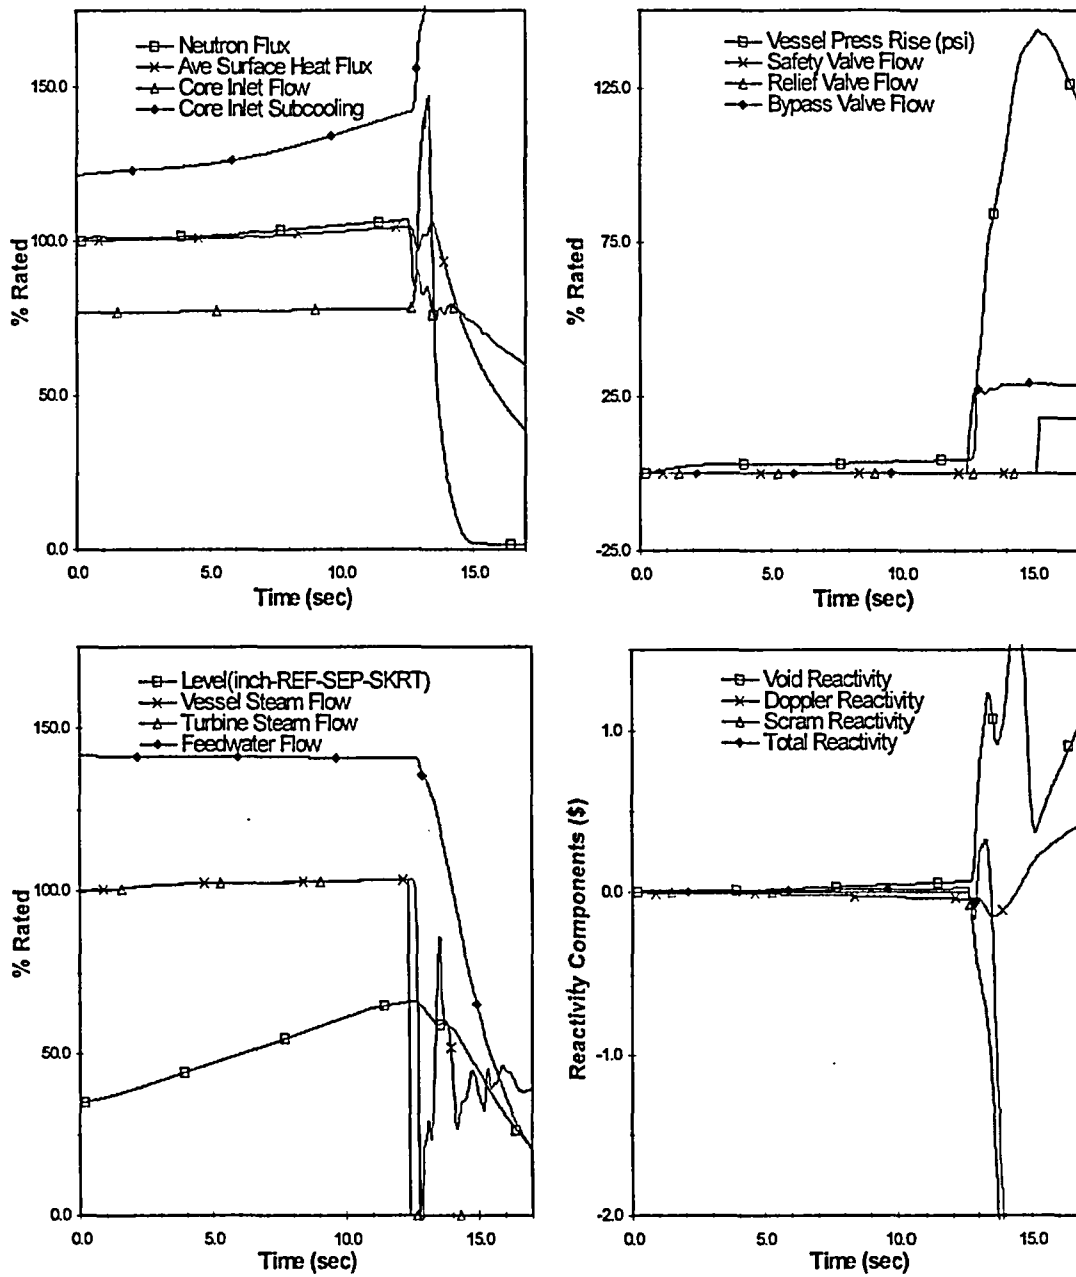 Neutron Flux
Ave Surface Heat Flux
Core Inlet Flow
Core Inlet Subcooling
150.0
100.0
50.0
0.0
% Rated
0.0
5.0
10.0
15.0
Time (sec)
Vessel Press Rise (psi)
Safety Valve Flow
Relief Valve Flow
Bypass Valve Flow
125.0
75.0
25.0
-25.0
% Rated
0.0
5.0
10.0
15.0
Time (sec)
Level(inch-REF-SEP-SKRT)
Vessel Steam Flow
Turbine Steam Flow
Feedwater Flow
150.0
100.0
50.0
0.0
% Rated
0.0
5.0
10.0
15.0
Time (sec)
Void Reactivity
Doppler Reactivity
Scram Reactivity
Total Reactivity
1.0
0.0
-1.0
-2.0
Reactivity Components ($)
0.0
5.0
10.0
15.0
Time (sec)